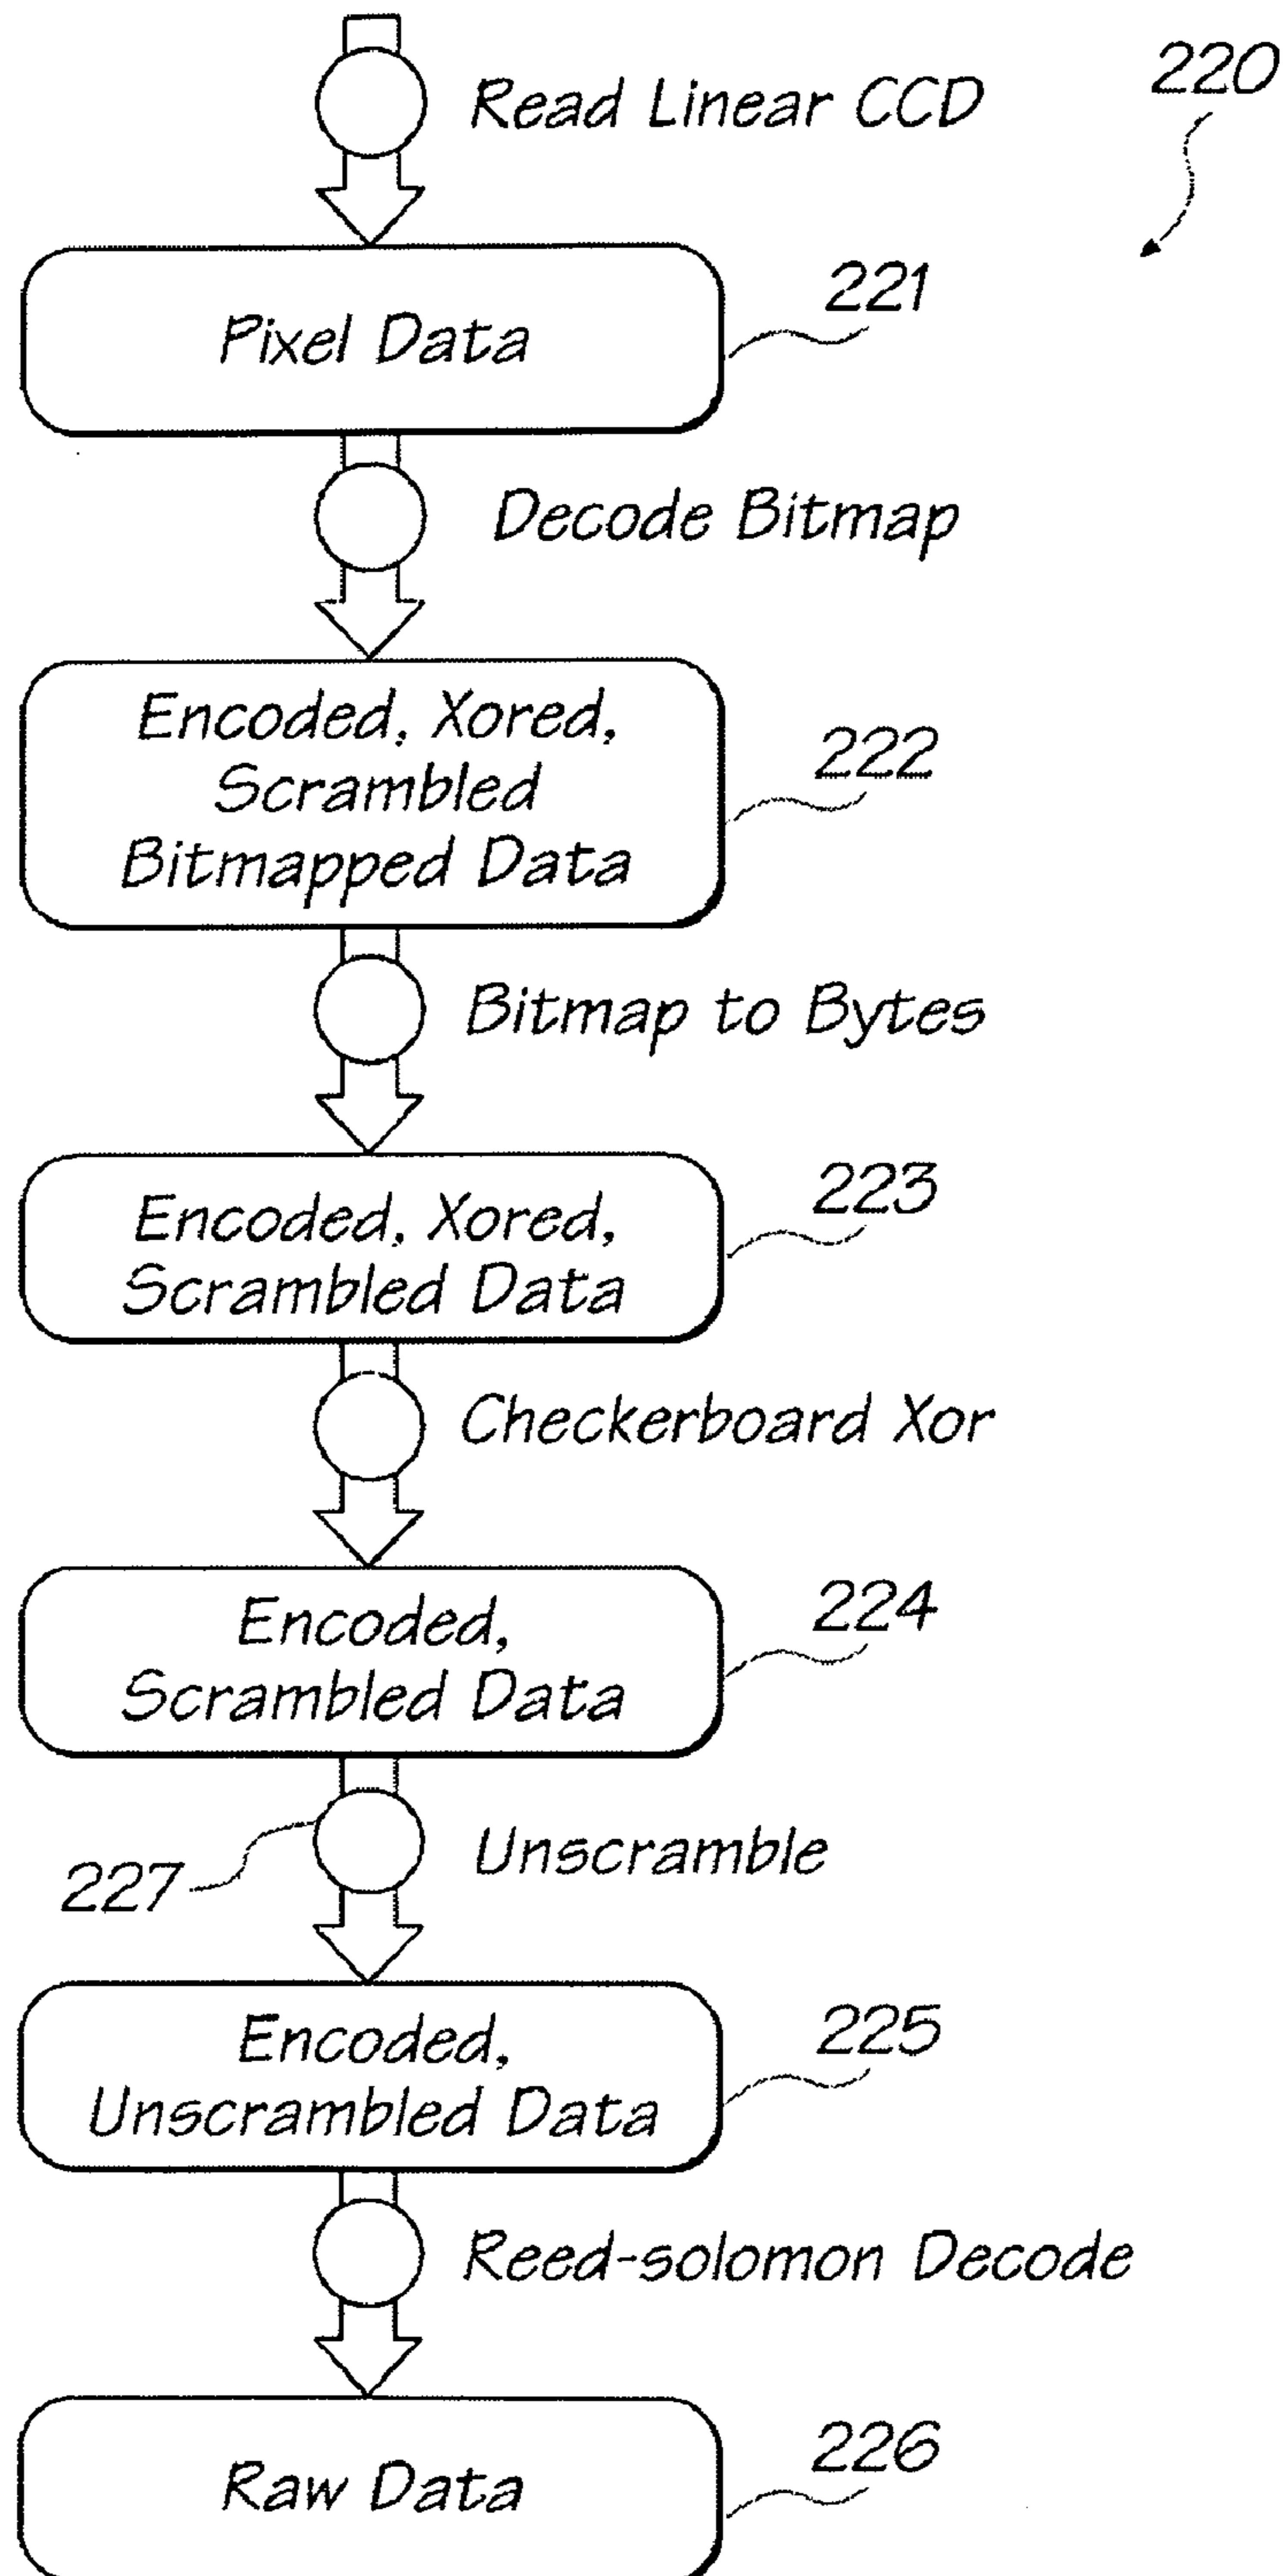 Read Linear CCD
220
Pixel Data
221
Decode Bitmap
Encoded, Xored,
Scrambled
Bitmapped Data
222
Bitmap to Bytes
Encoded, Xored,
Scrambled Data
223
Checkerboard Xor
Encoded,
Scrambled Data
224
Unscramble
227
Encoded,
Unscrambled Data
225
Reed-solomon Decode
Raw Data
226